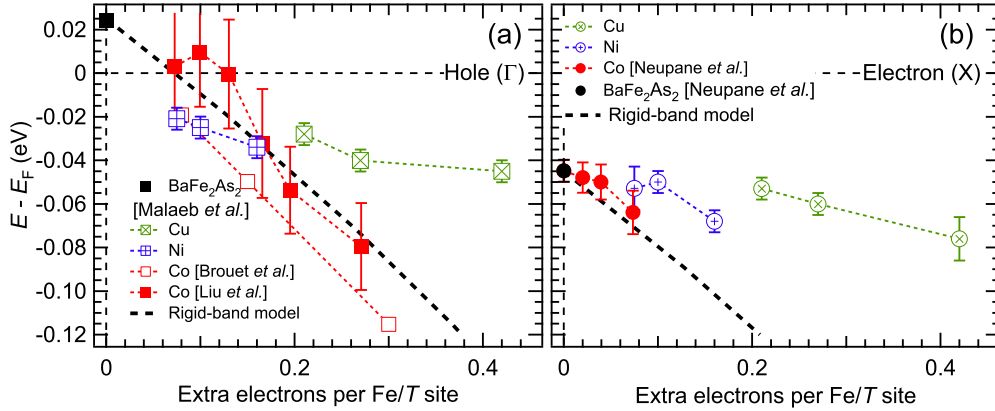 0.02
0
-0.02
-0.04
-0.06
-0.08
-0.10
-0.12
E - E_F (eV)
(a)
Hole (Γ)
BaFe₂As₂
[Malaeb et al.]
Cu
Ni
Co [Brouet et al.]
Co [Liu et al.]
Rigid-band model
0
0.2
0.4
Extra electrons per Fe/T site
(b)
Cu
Ni
Co [Neupane et al.]
BaFe₂As₂ [Neupane et al.]
Rigid-band model
Electron (X)
0
0.2
0.4
Extra electrons per Fe/T site